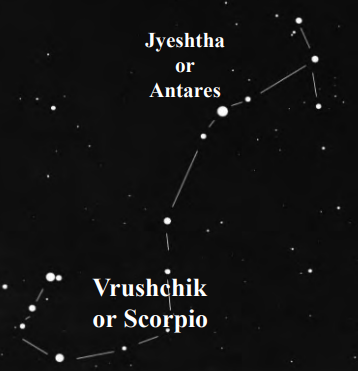 Jyeshtha
or
Antares
Vrushchik
or Scorpio